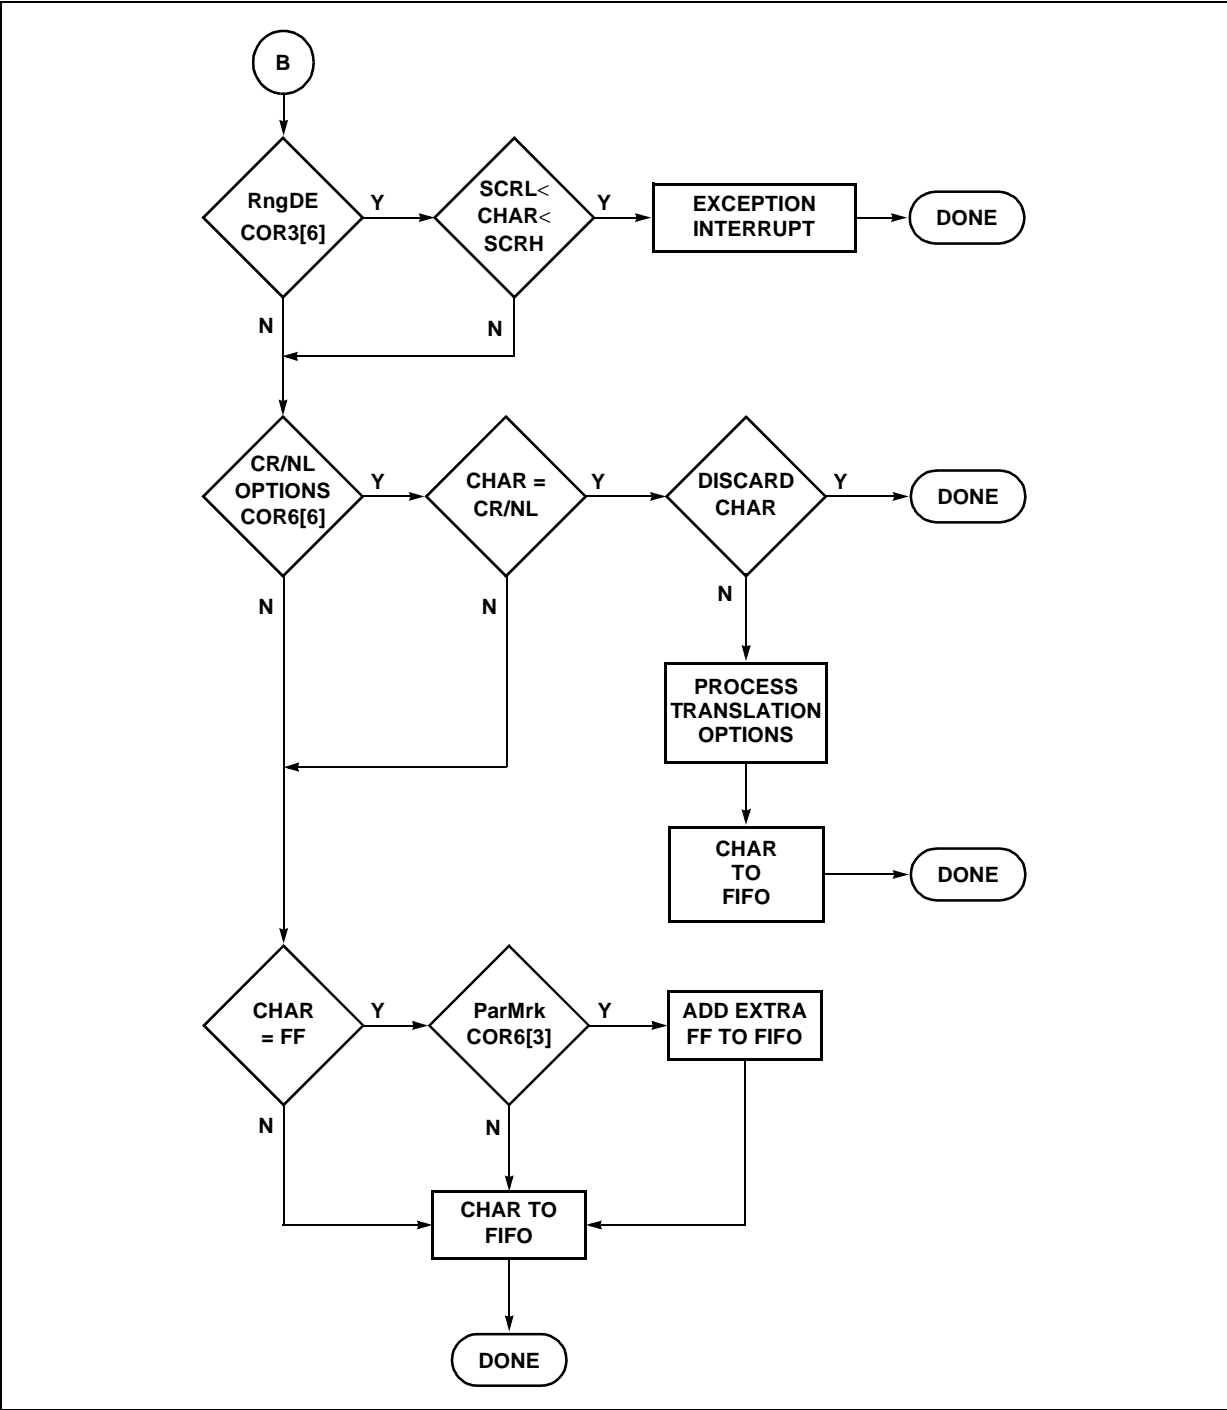 B
RngDE
COR3[6]
Y
SCRL<
CHAR<
SCRH
Y
EXCEPTION
INTERRUPT
DONE
N
N
CR/NL
OPTIONS
COR6[6]
Y
CHAR =
CR/NL
Y
DISCARD
CHAR
Y
DONE
N
N
N
PROCESS
TRANSLATION
OPTIONS
CHAR
TO
FIFO
DONE
CHAR
= FF
Y
ParMrk
COR6[3]
Y
ADD EXTRA
FF TO FIFO
N
N
CHAR TO
FIFO
DONE